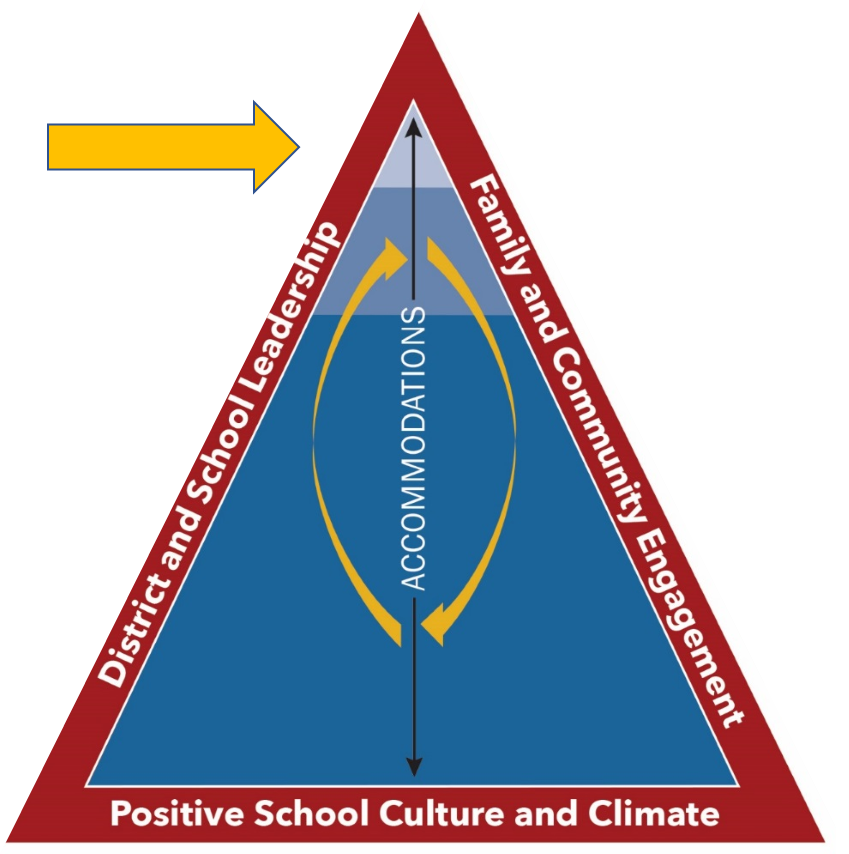 District and School Leadership
Family and Community Engagement
ACCOMMODATIONS
Positive School Culture and Climate